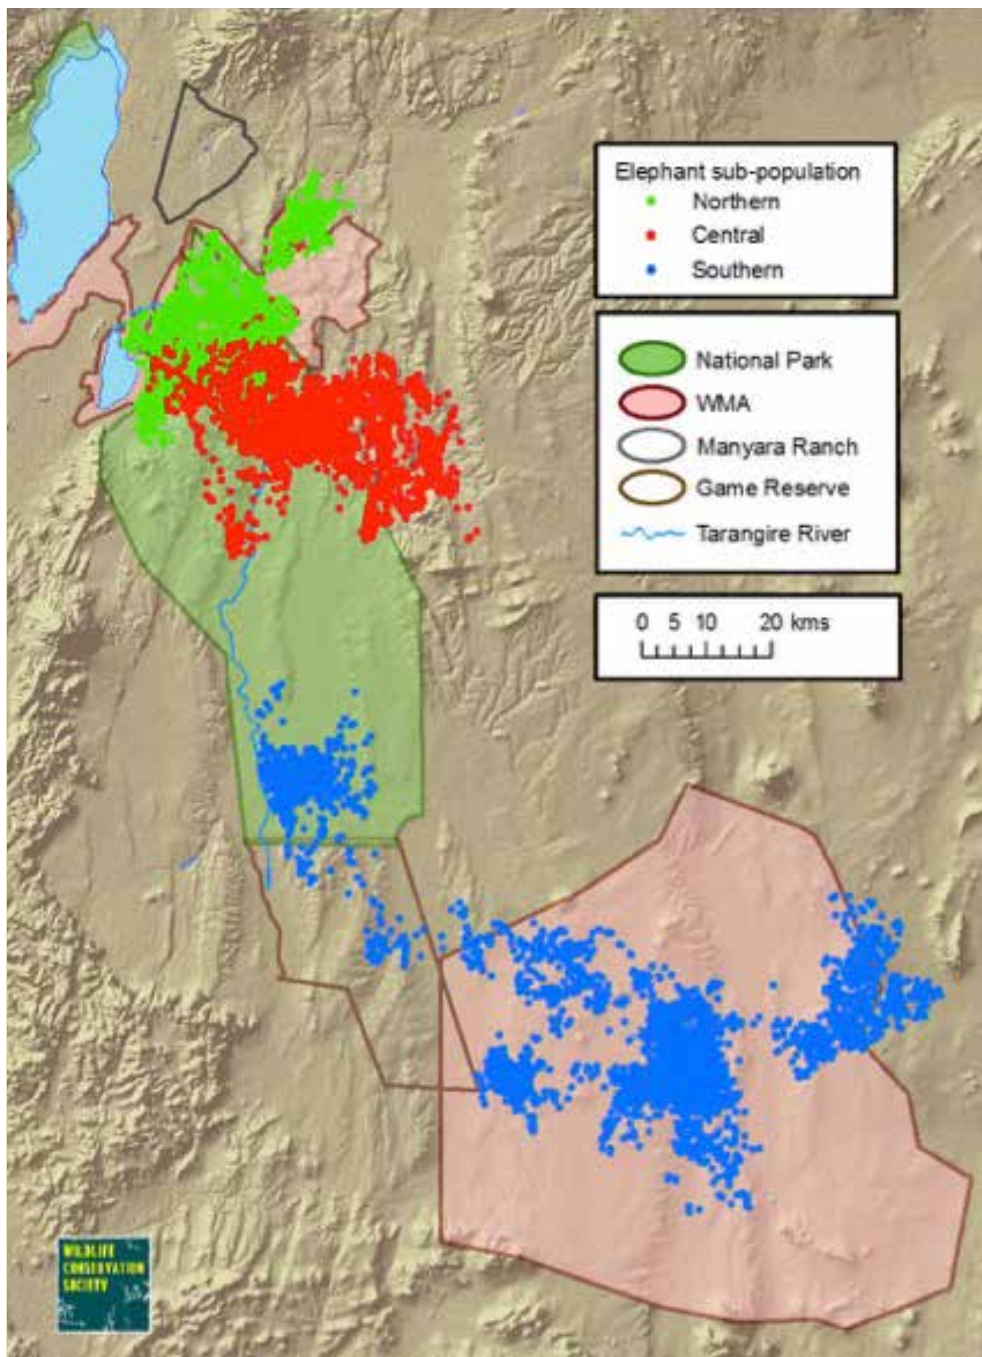 Elephant sub-population
Northern
Central
Southern
National Park
WMA
Manyara Ranch
Game Reserve
Tarangire River
0 5 10 20 kms
WILDLIFE
CONSERVATION
SOCIETY